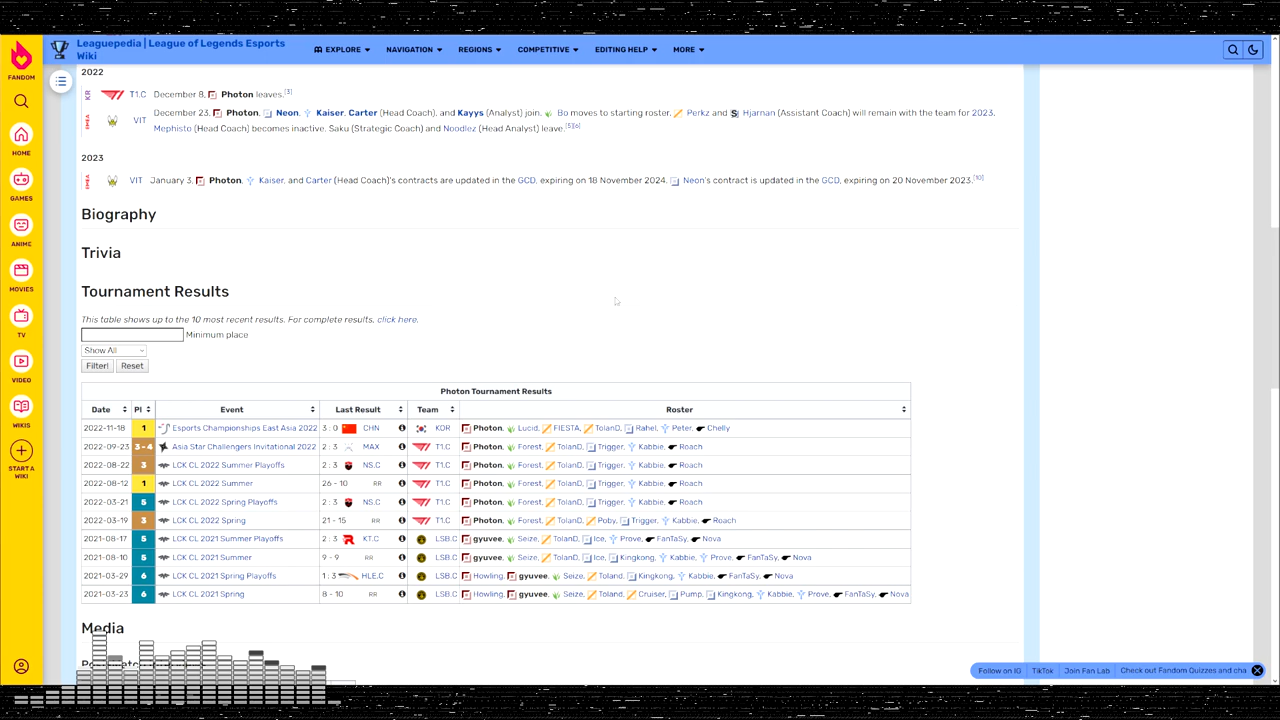 Leaguepedia | League of Legends Esports
Wiki
EXPLORE
NAVIGATION
REGIONS
COMPETITIVE
EDITING HELP
MORE
FANDOM
HOME
GAMES
ANIME
MOVIES
TV
VIDEO
WIKIS
START A
WIKI
2022
KR T1.C December 8, Photon leaves.[3]
EMEA VIT December 23, Photon, Neon, Kaiser, Carter (Head Coach), and Kayys (Analyst) join. Bo moves to starting roster. Perkz and Hjarnan (Assistant Coach) will remain with the team for 2023.
Mephisto (Head Coach) becomes inactive. Saku (Strategic Coach) and Noodlez (Head Analyst) leave.[5][6]
2023
EMEA VIT January 3, Photon, Kaiser, and Carter (Head Coach)'s contracts are updated in the GCD, expiring on 18 November 2024. Neon's contract is updated in the GCD, expiring on 20 November 2023.[10]
Biography
Trivia
Tournament Results
This table shows up to the 10 most recent results. For complete results, click here.
Minimum place
Show All
Filter! Reset
Photon Tournament Results
Date Pl Event Last Result Team Roster
2022-11-18 1 Esports Championships East Asia 2022 3 : 0 CHN KOR Photon, Lucid, FIESTA, TolanD, Rahel, Peter, Chelly
2022-09-23 3 - 4 Asia Star Challengers Invitational 2022 2 : 3 MAX T1.C Photon, Forest, TolanD, Trigger, Kabbie, Roach
2022-08-22 3 LCK CL 2022 Summer Playoffs 2 : 3 NS.C T1.C Photon, Forest, TolanD, Trigger, Kabbie, Roach
2022-08-12 1 LCK CL 2022 Summer 26 - 10 RR T1.C Photon, Forest, TolanD, Trigger, Kabbie, Roach
2022-03-21 5 LCK CL 2022 Spring Playoffs 2 : 3 NS.C T1.C Photon, Forest, TolanD, Trigger, Kabbie, Roach
2022-03-19 3 LCK CL 2022 Spring 21 - 15 RR T1.C Photon, Forest, TolanD, Poby, Trigger, Kabbie, Roach
2021-08-17 5 LCK CL 2021 Summer Playoffs 2 : 3 KT.C LSB.C gyuvee, Seize, TolanD, Ice, Prove, FanTaSy, Nova
2021-08-10 5 LCK CL 2021 Summer 9 - 9 RR LSB.C gyuvee, Seize, TolanD, Ice, Kingkong, Kabbie, Prove, FanTaSy, Nova
2021-03-29 6 LCK CL 2021 Spring Playoffs 1 : 3 HLE.C LSB.C Howling, gyuvee, Seize, Toland, Kingkong, Kabbie, FanTaSy, Nova
2021-03-23 6 LCK CL 2021 Spring 8 - 10 RR LSB.C Howling, gyuvee, Seize, Toland, Cruiser, Pump, Kingkong, Kabbie, Prove, FanTaSy, Nova
Media
Follow on IG TikTok Join Fan Lab Check out Fandom Quizzes and cha